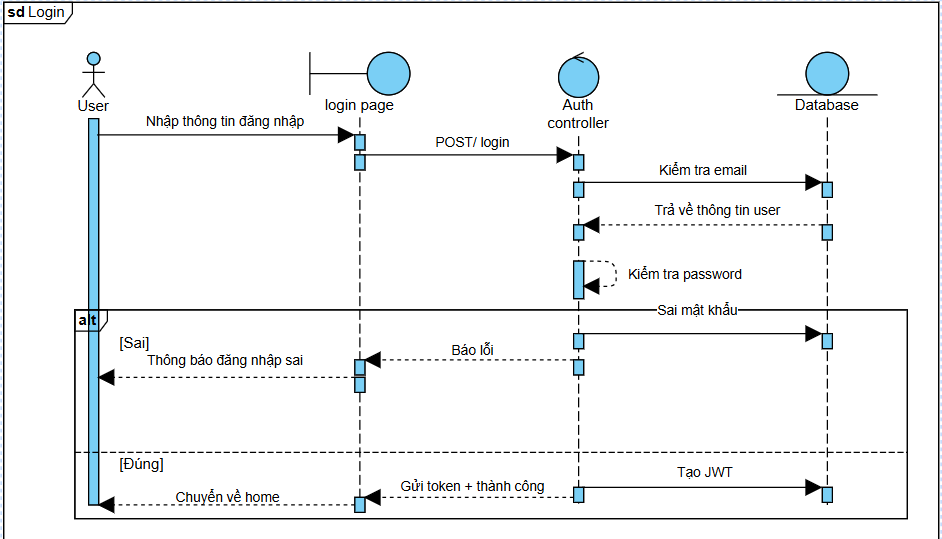 sd Login
User
login page
Auth
controller
Database
Nhập thông tin đăng nhập
POST/ login
Kiểm tra email
Trả về thông tin user
Kiểm tra password
Sai mật khẩu
alt
[Sai]
Báo lỗi
Thông báo đăng nhập sai
[Đúng]
Tạo JWT
Gửi token + thành công
Chuyển về home